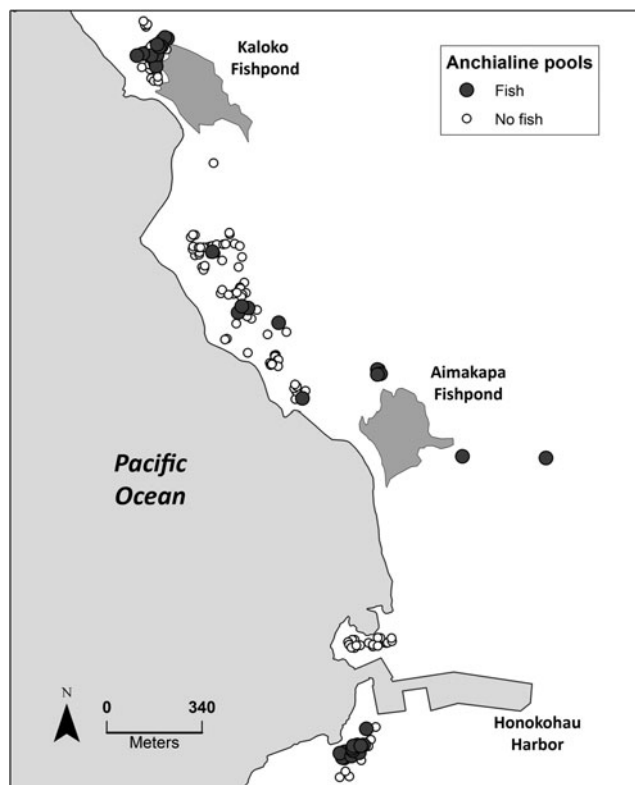 Kaloko
Fishpond
Anchialine pools
Fish
No fish
Aimakapa
Fishpond
Pacific
Ocean
N
0 340
Meters
Honokohau
Harbor